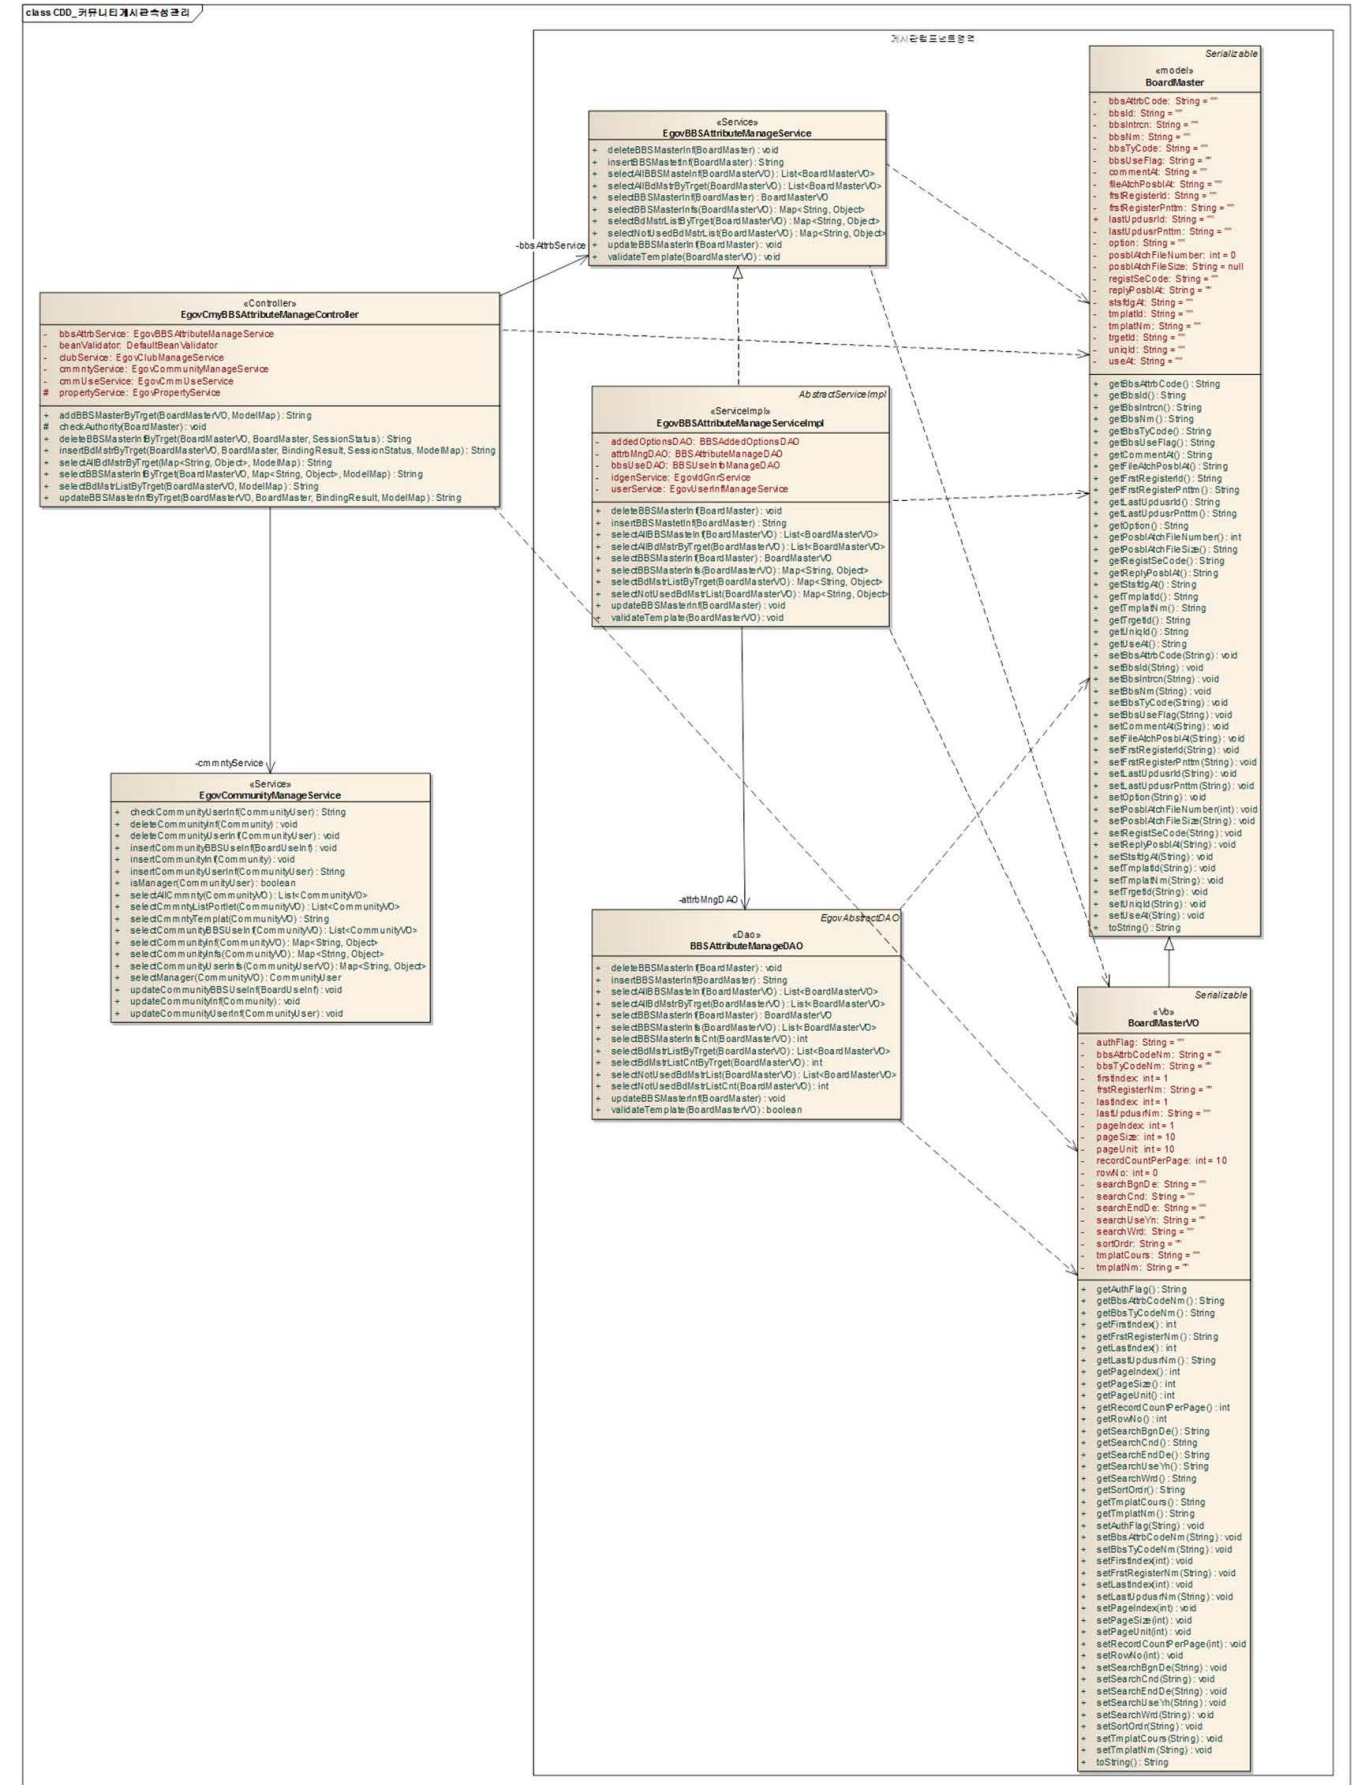 class CDD_커뮤니티게시판속성관리
게시판컴포넌트영역
«Controller»
EgovCmyBBSAttributeManageController
- bbsAttrbService: EgovBBSAttributeManageService
- beanValidator: DefaultBeanValidator
- clubService: EgovClubManageService
- cmmntyService: EgovCommunityManageService
- cmmUseService: EgovCmmUseService
# propertyService: EgovPropertyService
+ addBBSMasterByTrget(BoardMasterVO, ModelMap) : String
# checkAuthority(BoardMaster) : void
+ deleteBBSMasterInfByTrget(BoardMasterVO, BoardMaster, SessionStatus) : String
+ insertBdMstrByTrget(BoardMasterVO, BoardMaster, BindingResult, SessionStatus, ModelMap) : String
+ selectAllBdMstrByTrget(Map<String, Object>, ModelMap) : String
+ selectBBSMasterInfByTrget(BoardMasterVO, Map<String, Object>, ModelMap) : String
+ selectBdMstrListByTrget(BoardMasterVO, ModelMap) : String
+ updateBBSMasterInfByTrget(BoardMasterVO, BoardMaster, BindingResult, ModelMap) : String
-bbsAttrbService
-cmmntyService
«Service»
EgovCommunityManageService
+ checkCommunityUserInf(CommunityUser) : String
+ deleteCommunityInf(Community) : void
+ deleteCommunityUserInf(CommunityUser) : void
+ insertCommunityBBSUseInf(BoardUseInf) : void
+ insertCommunityInf(Community) : void
+ insertCommunityUserInf(CommunityUser) : String
+ isManager(CommunityUser) : boolean
+ selectAllCmmnty(CommunityVO) : List<CommunityVO>
+ selectCmmntyListPortlet(CommunityVO) : List<CommunityVO>
+ selectCmmntyTemplat(CommunityVO) : String
+ selectCommunityBBSUseInf(CommunityVO) : List<CommunityVO>
+ selectCommunityInf(CommunityVO) : Map<String, Object>
+ selectCommunityInfs(CommunityVO) : Map<String, Object>
+ selectCommunityUserInfs(CommunityUserVO) : Map<String, Object>
+ selectManager(CommunityVO) : CommunityUser
+ updateCommunityBBSUseInf(BoardUseInf) : void
+ updateCommunityInf(Community) : void
+ updateCommunityUserInf(CommunityUser) : void
«Service»
EgovBBSAttributeManageService
+ deleteBBSMasterInf(BoardMaster) : void
+ insertBBSMastetInf(BoardMaster) : String
+ selectAllBBSMasteInf(BoardMasterVO) : List<BoardMasterVO>
+ selectAllBdMstrByTrget(BoardMasterVO) : List<BoardMasterVO>
+ selectBBSMasterInf(BoardMaster) : BoardMasterVO
+ selectBBSMasterInfs(BoardMasterVO) : Map<String, Object>
+ selectBdMstrListByTrget(BoardMasterVO) : Map<String, Object>
+ selectNotUsedBdMstrList(BoardMasterVO) : Map<String, Object>
+ updateBBSMasterInf(BoardMaster) : void
+ validateTemplate(BoardMasterVO) : void
AbstractServiceImpl
«ServiceImpl»
EgovBBSAttributeManageServiceImpl
- addedOptionsDAO: BBSAddedOptionsDAO
- attrbMngDAO: BBSAttributeManageDAO
- bbsUseDAO: BBSUseInfoManageDAO
- idgenService: EgovIdGnrService
- userService: EgovUserInfManageService
+ deleteBBSMasterInf(BoardMaster) : void
+ insertBBSMastetInf(BoardMaster) : String
+ selectAllBBSMasteInf(BoardMasterVO) : List<BoardMasterVO>
+ selectAllBdMstrByTrget(BoardMasterVO) : List<BoardMasterVO>
+ selectBBSMasterInf(BoardMaster) : BoardMasterVO
+ selectBBSMasterInfs(BoardMasterVO) : Map<String, Object>
+ selectBdMstrListByTrget(BoardMasterVO) : Map<String, Object>
+ selectNotUsedBdMstrList(BoardMasterVO) : Map<String, Object>
+ updateBBSMasterInf(BoardMaster) : void
+ validateTemplate(BoardMasterVO) : void
-attrbMngDAO
EgovAbstractDAO
«Dao»
BBSAttributeManageDAO
+ deleteBBSMasterInf(BoardMaster) : void
+ insertBBSMasterInf(BoardMaster) : String
+ selectAllBBSMasteInf(BoardMasterVO) : List<BoardMasterVO>
+ selectAllBdMstrByTrget(BoardMasterVO) : List<BoardMasterVO>
+ selectBBSMasterInf(BoardMaster) : BoardMasterVO
+ selectBBSMasterInfs(BoardMasterVO) : List<BoardMasterVO>
+ selectBBSMasterInfsCnt(BoardMasterVO) : int
+ selectBdMstrListByTrget(BoardMasterVO) : List<BoardMasterVO>
+ selectBdMstrListCntByTrget(BoardMasterVO) : int
+ selectNotUsedBdMstrList(BoardMasterVO) : List<BoardMasterVO>
+ selectNotUsedBdMstrListCnt(BoardMasterVO) : int
+ updateBBSMasterInf(BoardMaster) : void
+ validateTemplate(BoardMasterVO) : boolean
Serializable
«model»
BoardMaster
- bbsAttrbCode: String = ""
- bbsId: String = ""
- bbsIntrcn: String = ""
- bbsNm: String = ""
- bbsTyCode: String = ""
- bbsUseFlag: String = ""
- commentAt: String = ""
- fileAtchPosblAt: String = ""
- frstRegisterId: String = ""
- frstRegisterPnttm: String = ""
+ lastUpdusrId: String = ""
- lastUpdusrPnttm: String = ""
- option: String = ""
- posblAtchFileNumber: int = 0
- posblAtchFileSize: String = null
- registSeCode: String = ""
- replyPosblAt: String = ""
- stsfdgAt: String = ""
- tmplatId: String = ""
- tmplatNm: String = ""
- trgetId: String = ""
- uniqId: String = ""
- useAt: String = ""
+ getBbsAttrbCode() : String
+ getBbsId() : String
+ getBbsIntrcn() : String
+ getBbsNm() : String
+ getBbsTyCode() : String
+ getBbsUseFlag() : String
+ getCommentAt() : String
+ getFileAtchPosblAt() : String
+ getFrstRegisterId() : String
+ getFrstRegisterPnttm() : String
+ getLastUpdusrId() : String
+ getLastUpdusrPnttm() : String
+ getOption() : String
+ getPosblAtchFileNumber() : int
+ getPosblAtchFileSize() : String
+ getRegistSeCode() : String
+ getReplyPosblAt() : String
+ getStsfdgAt() : String
+ getTmplatId() : String
+ getTmplatNm() : String
+ getTrgetId() : String
+ getUniqId() : String
+ getUseAt() : String
+ setBbsAttrbCode(String) : void
+ setBbsId(String) : void
+ setBbsIntrcn(String) : void
+ setBbsNm(String) : void
+ setBbsTyCode(String) : void
+ setBbsUseFlag(String) : void
+ setCommentAt(String) : void
+ setFileAtchPosblAt(String) : void
+ setFrstRegisterId(String) : void
+ setFrstRegisterPnttm(String) : void
+ setLastUpdusrId(String) : void
+ setLastUpdusrPnttm(String) : void
+ setOption(String) : void
+ setPosblAtchFileNumber(int) : void
+ setPosblAtchFileSize(String) : void
+ setRegistSeCode(String) : void
+ setReplyPosblAt(String) : void
+ setStsfdgAt(String) : void
+ setTmplatId(String) : void
+ setTmplatNm(String) : void
+ setTrgetId(String) : void
+ setUniqId(String) : void
+ setUseAt(String) : void
+ toString() : String
Serializable
«Vo»
BoardMasterVO
- authFlag: String = ""
- bbsAttrbCodeNm: String = ""
- bbsTyCodeNm: String = ""
- firstIndex: int = 1
- frstRegisterNm: String = ""
- lastIndex: int = 1
- lastUpdusrNm: String = ""
- pageIndex: int = 1
- pageSize: int = 10
- pageUnit: int = 10
- recordCountPerPage: int = 10
- rowNo: int = 0
- searchBgnDe: String = ""
- searchCnd: String = ""
- searchEndDe: String = ""
- searchUseYn: String = ""
- searchWrd: String = ""
- sortOrdr: String = ""
- tmplatCours: String = ""
- tmplatNm: String = ""
+ getAuthFlag() : String
+ getBbsAttrbCodeNm() : String
+ getBbsTyCodeNm() : String
+ getFirstIndex() : int
+ getFrstRegisterNm() : String
+ getLastIndex() : int
+ getLastUpdusrNm() : String
+ getPageIndex() : int
+ getPageSize() : int
+ getPageUnit() : int
+ getRecordCountPerPage() : int
+ getRowNo() : int
+ getSearchBgnDe() : String
+ getSearchCnd() : String
+ getSearchEndDe() : String
+ getSearchUseYn() : String
+ getSearchWrd() : String
+ getSortOrdr() : String
+ getTmplatCours() : String
+ getTmplatNm() : String
+ setAuthFlag(String) : void
+ setBbsAttrbCodeNm(String) : void
+ setBbsTyCodeNm(String) : void
+ setFirstIndex(int) : void
+ setFrstRegisterNm(String) : void
+ setLastIndex(int) : void
+ setLastUpdusrNm(String) : void
+ setPageIndex(int) : void
+ setPageSize(int) : void
+ setPageUnit(int) : void
+ setRecordCountPerPage(int) : void
+ setRowNo(int) : void
+ setSearchBgnDe(String) : void
+ setSearchCnd(String) : void
+ setSearchEndDe(String) : void
+ setSearchUseYn(String) : void
+ setSearchWrd(String) : void
+ setSortOrdr(String) : void
+ setTmplatCours(String) : void
+ setTmplatNm(String) : void
+ toString() : String